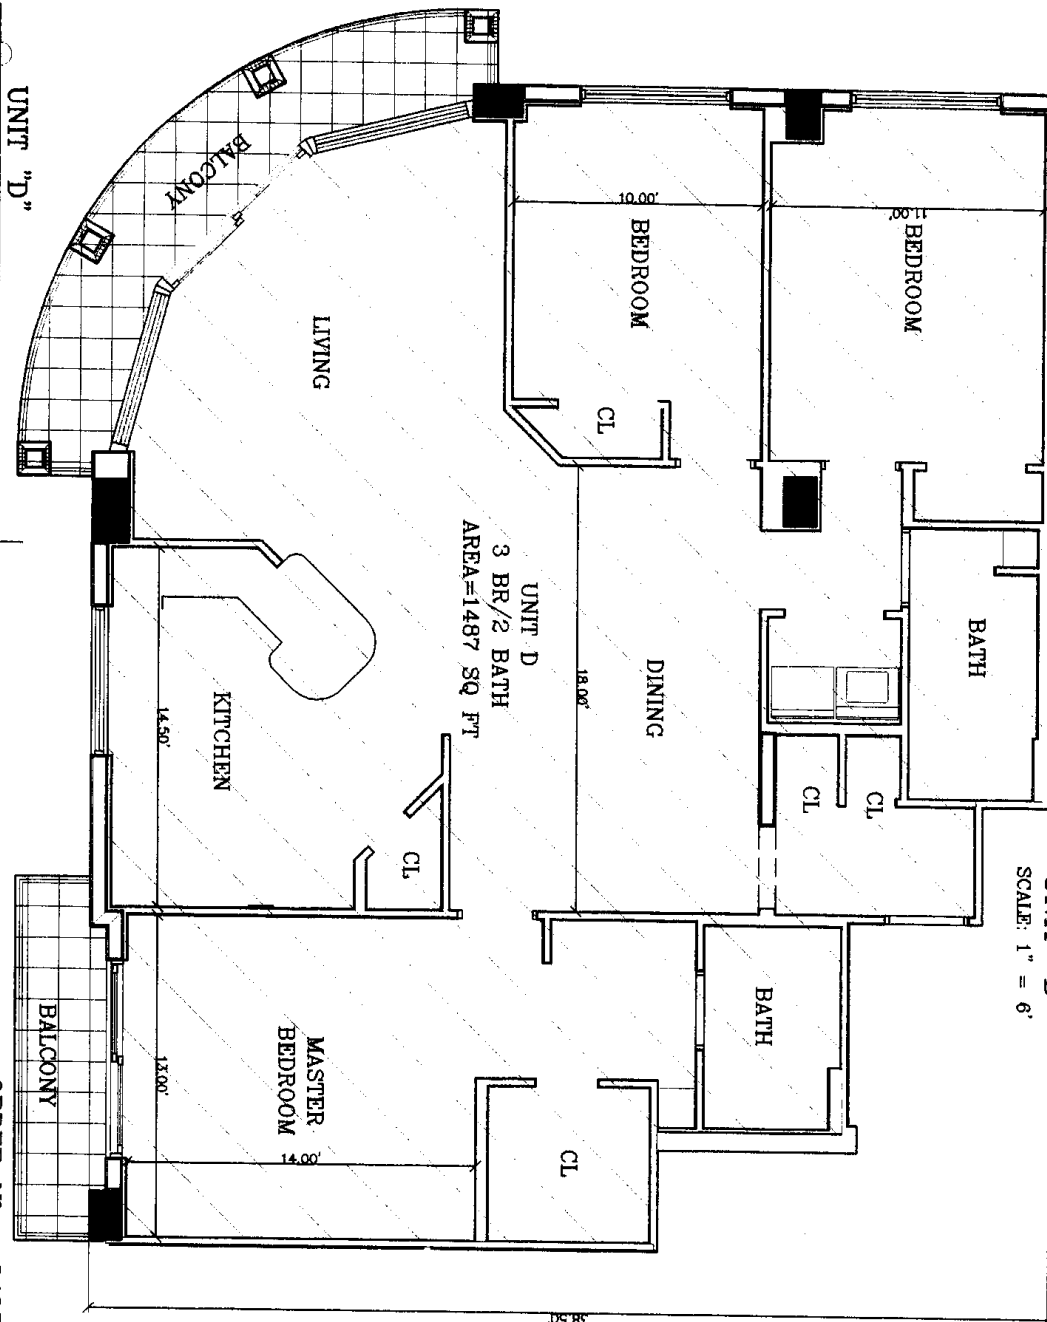 UNIT "D"
BALCONY
LIVING
10.00'
BEDROOM
11.00'
BEDROOM
CL
UNIT D
3 BR/2 BATH
AREA=1487 SQ FT
18.00'
DINING
BATH
KITCHEN
14.50'
CL
CL
CL
SCALE: 1" = 6'
BATH
MASTER
BEDROOM
13.00'
14.00'
CL
BALCONY
38.50'